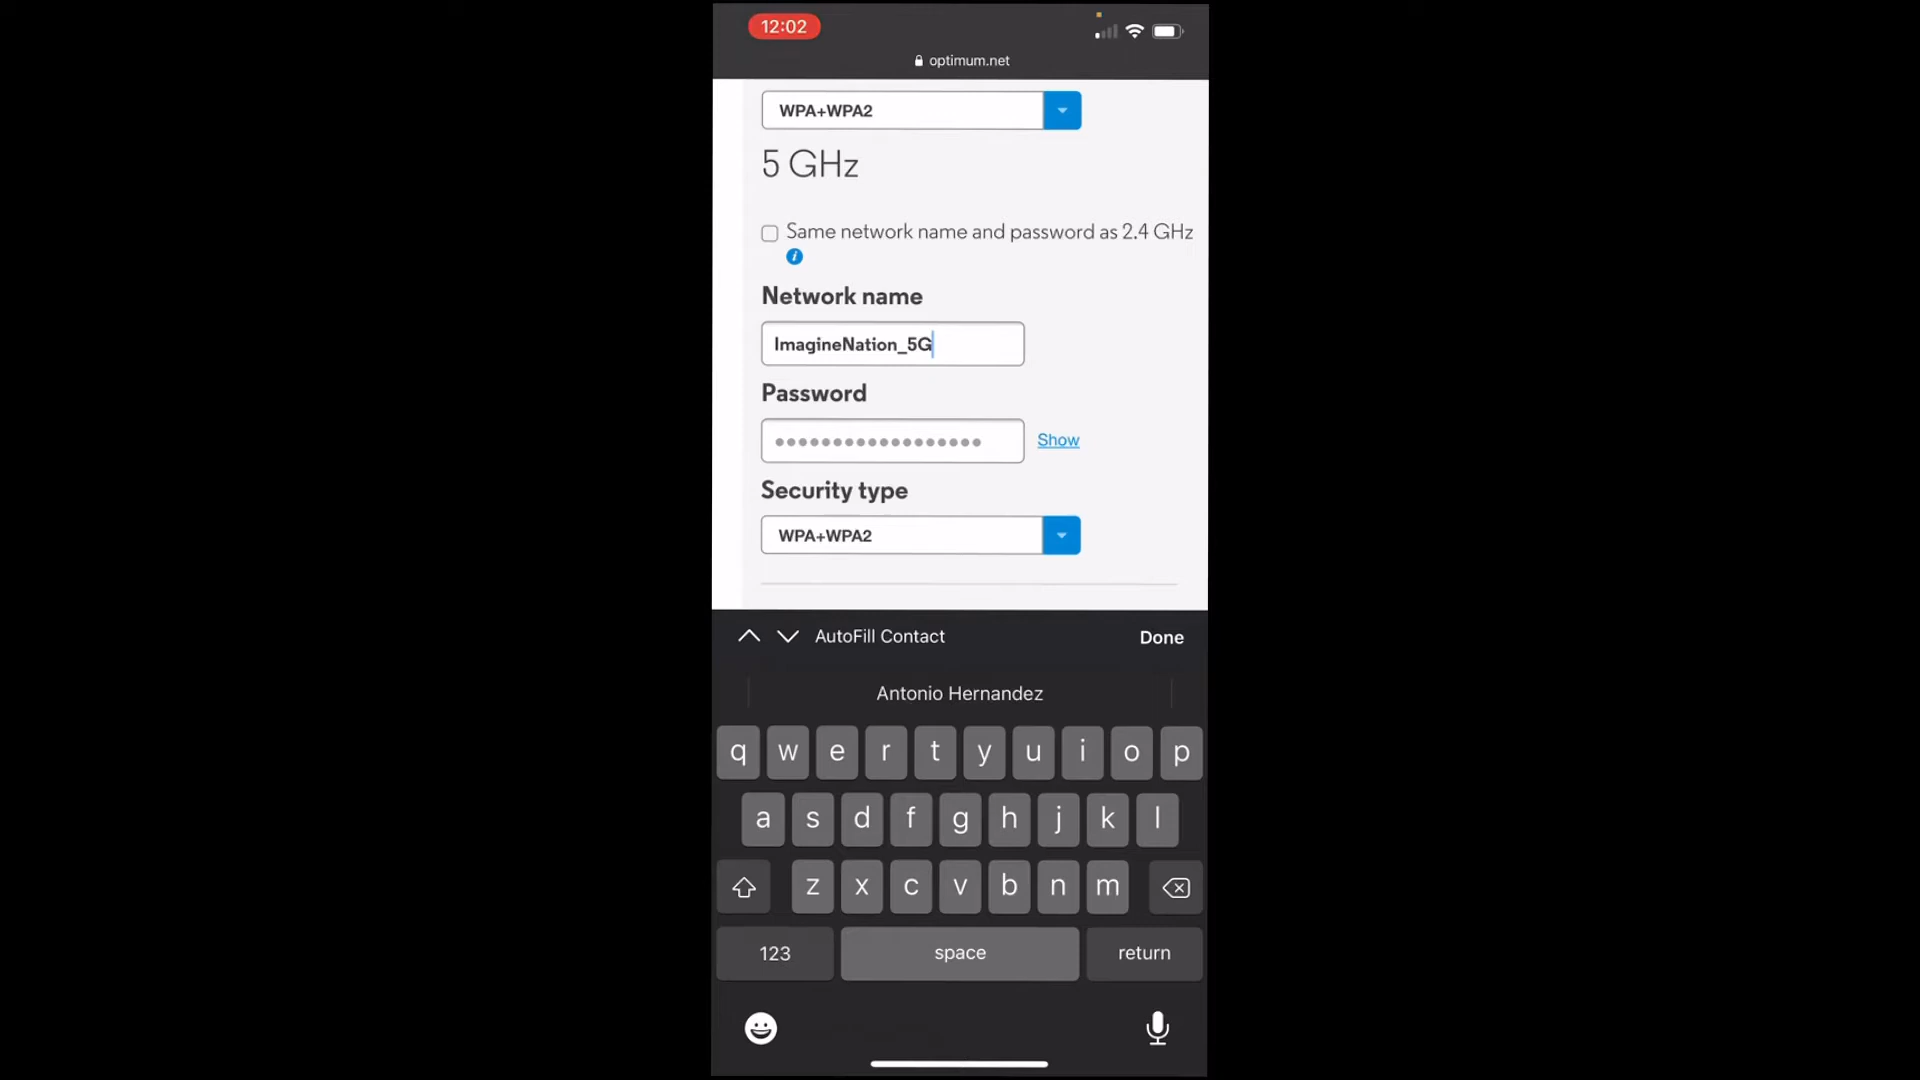 12:02
optimum.net
WPA+WPA2
5 GHz
Same network name and password as 2.4 GHz
i
Network name
ImagineNation_5G
Password
Show
Security type
WPA+WPA2
AutoFill Contact
Done
Antonio Hernandez
q w e r t y u i o p
a s d f g h j k l
z x c v b n m
123 space return